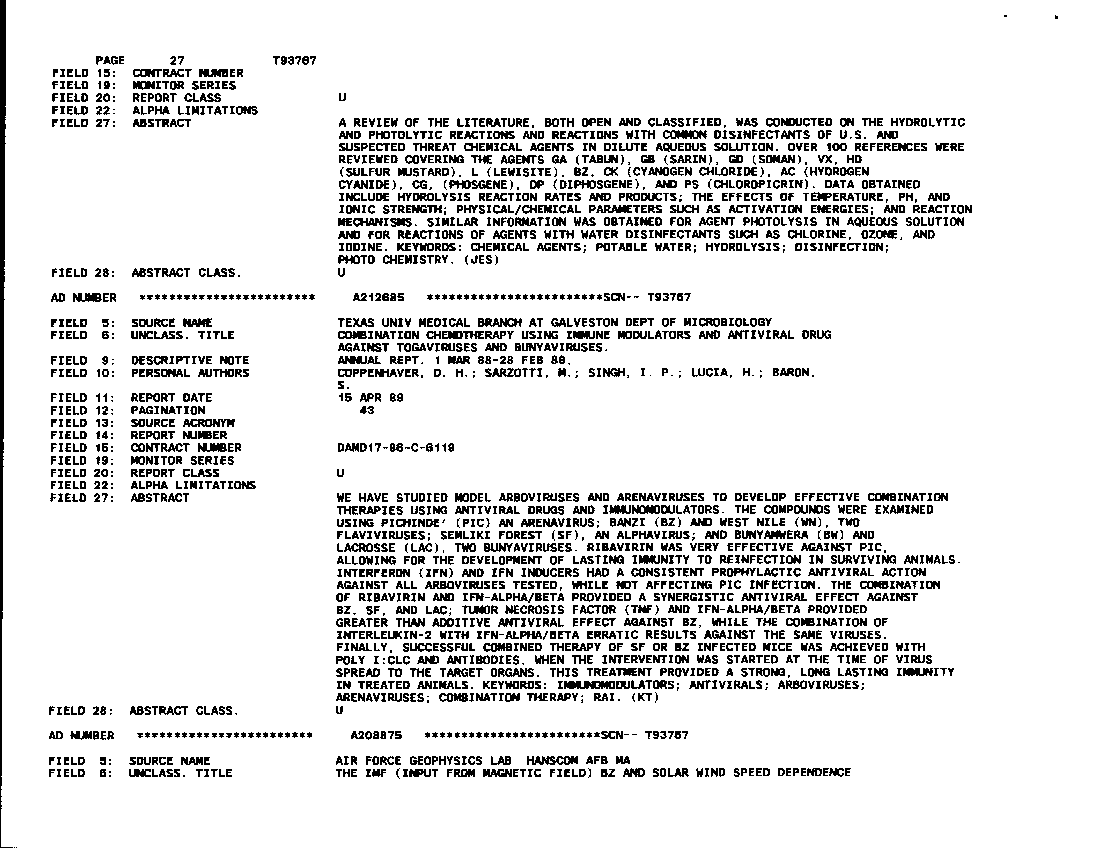 PAGE 27 T93767
FIELD 15: CONTRACT NUMBER
FIELD 19: MONITOR SERIES
FIELD 20: REPORT CLASS U
FIELD 22: ALPHA LIMITATIONS
FIELD 27: ABSTRACT A REVIEW OF THE LITERATURE, BOTH OPEN AND CLASSIFIED, WAS CONDUCTED ON THE HYDROLYTIC
AND PHOTOLYTIC REACTIONS AND REACTIONS WITH COMMON DISINFECTANTS OF U.S. AND
SUSPECTED THREAT CHEMICAL AGENTS IN DILUTE AQUEOUS SOLUTION. OVER 100 REFERENCES WERE
REVIEWED COVERING THE AGENTS GA (TABUN), GB (SARIN), GD (SOMAN), VX, HD
(SULFUR MUSTARD), L (LEWISITE), BZ, CK (CYANOGEN CHLORIDE), AC (HYDROGEN
CYANIDE), CG, (PHOSGENE), DP (DIPHOSGENE), AND PS (CHLOROPICRIN). DATA OBTAINED
INCLUDE HYDROLYSIS REACTION RATES AND PRODUCTS; THE EFFECTS OF TEMPERATURE, PH, AND
IONIC STRENGTH; PHYSICAL/CHEMICAL PARAMETERS SUCH AS ACTIVATION ENERGIES; AND REACTION
MECHANISMS. SIMILAR INFORMATION WAS OBTAINED FOR AGENT PHOTOLYSIS IN AQUEOUS SOLUTION
AND FOR REACTIONS OF AGENTS WITH WATER DISINFECTANTS SUCH AS CHLORINE, OZONE, AND
IODINE. KEYWORDS: CHEMICAL AGENTS; POTABLE WATER; HYDROLYSIS; DISINFECTION;
PHOTO CHEMISTRY. (JES)
FIELD 28: ABSTRACT CLASS. U
AD NUMBER ************************ A212685 ************************SCN-- T93767
FIELD 5: SOURCE NAME TEXAS UNIV MEDICAL BRANCH AT GALVESTON DEPT OF MICROBIOLOGY
FIELD 6: UNCLASS. TITLE COMBINATION CHEMOTHERAPY USING IMMUNE MODULATORS AND ANTIVIRAL DRUG
AGAINST TOGAVIRUSES AND BUNYAVIRUSES.
FIELD 9: DESCRIPTIVE NOTE ANNUAL REPT. 1 MAR 88-28 FEB 89,
FIELD 10: PERSONAL AUTHORS COPPENHAVER, D. H.; SARZOTTI, M.; SINGH, I. P.; LUCIA, H.; BARON,
S.
FIELD 11: REPORT DATE 15 APR 89
FIELD 12: PAGINATION 43
FIELD 13: SOURCE ACRONYM
FIELD 14: REPORT NUMBER
FIELD 15: CONTRACT NUMBER DAMD17-86-C-6119
FIELD 19: MONITOR SERIES
FIELD 20: REPORT CLASS U
FIELD 22: ALPHA LIMITATIONS
FIELD 27: ABSTRACT WE HAVE STUDIED MODEL ARBOVIRUSES AND ARENAVIRUSES TO DEVELOP EFFECTIVE COMBINATION
THERAPIES USING ANTIVIRAL DRUGS AND IMMUNOMODULATORS. THE COMPOUNDS WERE EXAMINED
USING PICHINDE' (PIC) AN ARENAVIRUS; BANZI (BZ) AND WEST NILE (WN), TWO
FLAVIVIRUSES; SEMLIKI FOREST (SF), AN ALPHAVIRUS; AND BUNYAMWERA (BW) AND
LACROSSE (LAC), TWO BUNYAVIRUSES. RIBAVIRIN WAS VERY EFFECTIVE AGAINST PIC,
ALLOWING FOR THE DEVELOPMENT OF LASTING IMMUNITY TO REINFECTION IN SURVIVING ANIMALS.
INTERFERON (IFN) AND IFN INDUCERS HAD A CONSISTENT PROPHYLACTIC ANTIVIRAL ACTION
AGAINST ALL ARBOVIRUSES TESTED, WHILE NOT AFFECTING PIC INFECTION. THE COMBINATION
OF RIBAVIRIN AND IFN-ALPHA/BETA PROVIDED A SYNERGISTIC ANTIVIRAL EFFECT AGAINST
BZ, SF, AND LAC; TUMOR NECROSIS FACTOR (TNF) AND IFN-ALPHA/BETA PROVIDED
GREATER THAN ADDITIVE ANTIVIRAL EFFECT AGAINST BZ, WHILE THE COMBINATION OF
INTERLEUKIN-2 WITH IFN-ALPHA/BETA ERRATIC RESULTS AGAINST THE SAME VIRUSES.
FINALLY, SUCCESSFUL COMBINED THERAPY OF SF OR BZ INFECTED MICE WAS ACHIEVED WITH
POLY I:CLC AND ANTIBODIES, WHEN THE INTERVENTION WAS STARTED AT THE TIME OF VIRUS
SPREAD TO THE TARGET ORGANS. THIS TREATMENT PROVIDED A STRONG, LONG LASTING IMMUNITY
IN TREATED ANIMALS. KEYWORDS: IMMUNOMODULATORS; ANTIVIRALS; ARBOVIRUSES;
ARENAVIRUSES; COMBINATION THERAPY; RAI. (KT)
FIELD 28: ABSTRACT CLASS. U
AD NUMBER ************************ A208875 ************************SCN-- T93767
FIELD 5: SOURCE NAME AIR FORCE GEOPHYSICS LAB HANSCOM AFB MA
FIELD 6: UNCLASS. TITLE THE IMF (INPUT FROM MAGNETIC FIELD) BZ AND SOLAR WIND SPEED DEPENDENCE